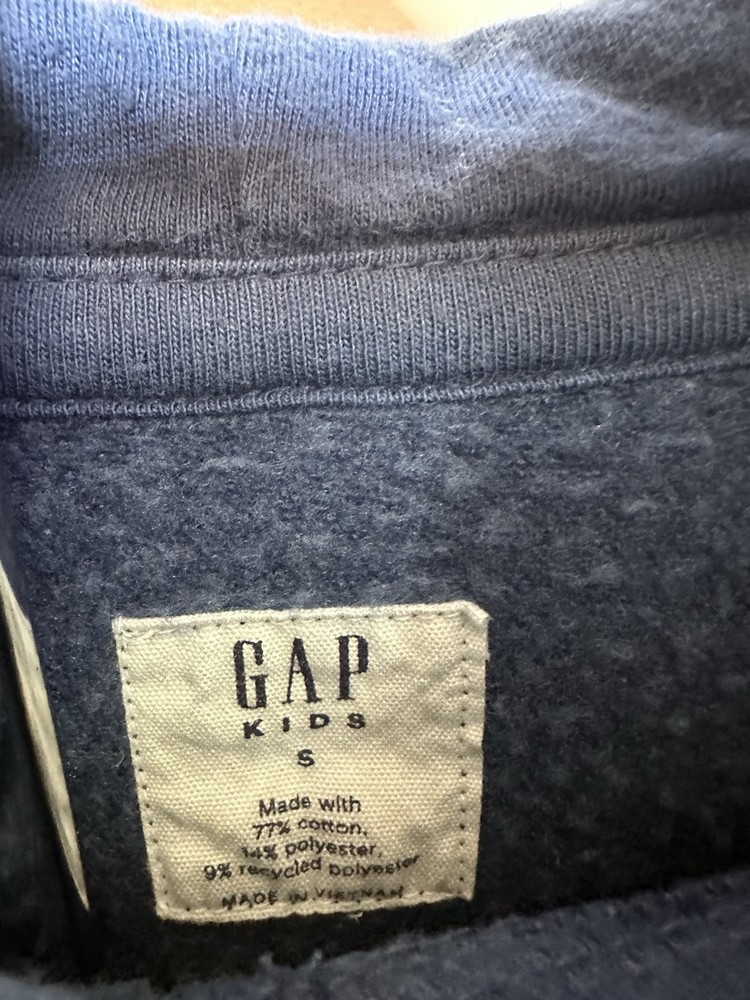 GAP
KIDS
S
Made with
77% cotton,
14% polyester,
9% recycled polyester
MADE IN VIETNAM